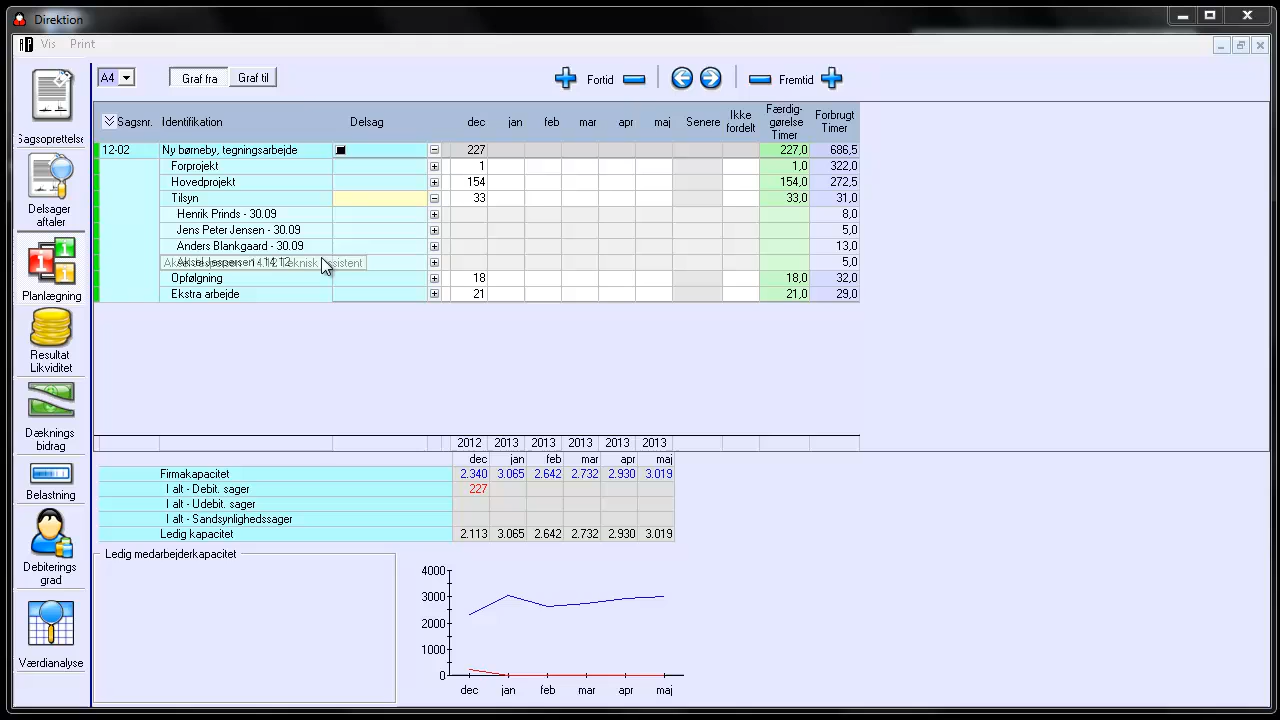 Direktion
Vis Print
A4 Graf fra Graf til Fortid Fremtid
Sagsoprettelse
Delsager aftaler
Planlægning
Resultat Likviditet
Dæknings bidrag
Belastning
Debiterings grad
Værdianalyse
Sagsnr. Identifikation Delsag dec jan feb mar apr maj Senere Ikke fordelt Færdig-gørelse Timer Forbrugt Timer
12-02 Ny børneby, tegningsarbejde 227 227,0 686,5
Forprojekt 1 1,0 322,0
Hovedprojekt 154 154,0 272,5
Tilsyn 33 33,0 31,0
Henrik Prinds - 30.09 8,0
Jens Peter Jensen - 30.09 5,0
Anders Blankgaard - 30.09 13,0
Aksel Jespersen - 14.12 5,0
Opfølgning 18 18,0 32,0
Ekstra arbejde 21 21,0 29,0
2012 2013 2013 2013 2013 2013
dec jan feb mar apr maj
Firmakapacitet 2.340 3.065 2.642 2.732 2.930 3.019
I alt - Debit. sager 227
I alt - Udebit. sager
I alt - Sandsynlighedssager
Ledig kapacitet 2.113 3.065 2.642 2.732 2.930 3.019
Ledig medarbejderkapacitet
4000
3000
2000
1000
0
dec jan feb mar apr maj